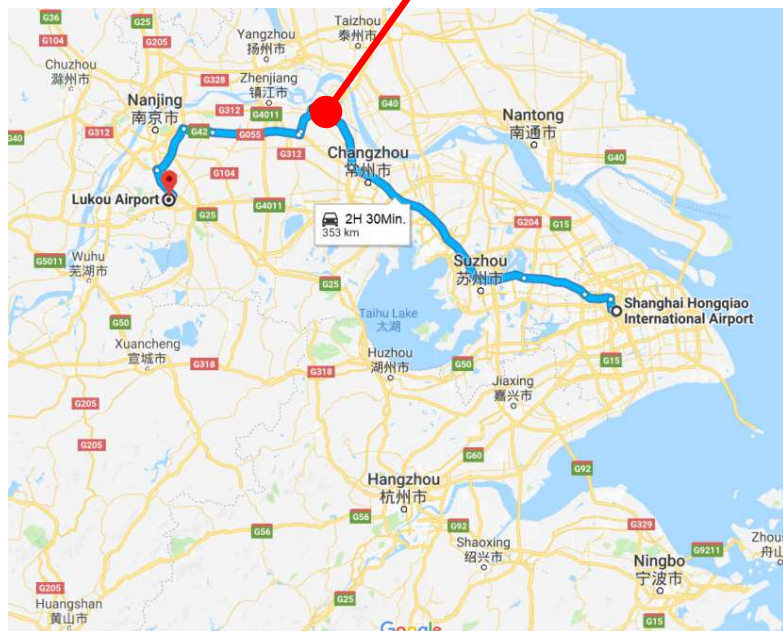 G36
G104
G205
Chuzhou
滁州市
Yangzhou
扬州市
Taizhou
泰州市
G328
Zhenjiang
镇江市
Nanjing
南京市
G312
G4011
G40
Nantong
南通市
G312
G40
G42
G055
G312
G40
Changzhou
常州市
G104
Lukou Airport
G25
G4011
2H 30Min.
353 km
G204
G15
Wuhu
芜湖市
G5011
Suzhou
苏州市
G25
Taihu Lake
太湖
Shanghai Hongqiao
International Airport
G50
Xuancheng
宣城市
G318
G318
Huzhou
湖州市
G50
G15
Jiaxing
嘉兴市
G205
G205
G60
G92
Hangzhou
杭州市
G56
G56
G92
G329
Shaoxing
绍兴市
G9211
Ningbo
宁波市
G205
G25
Huangshan
黄山市
G15